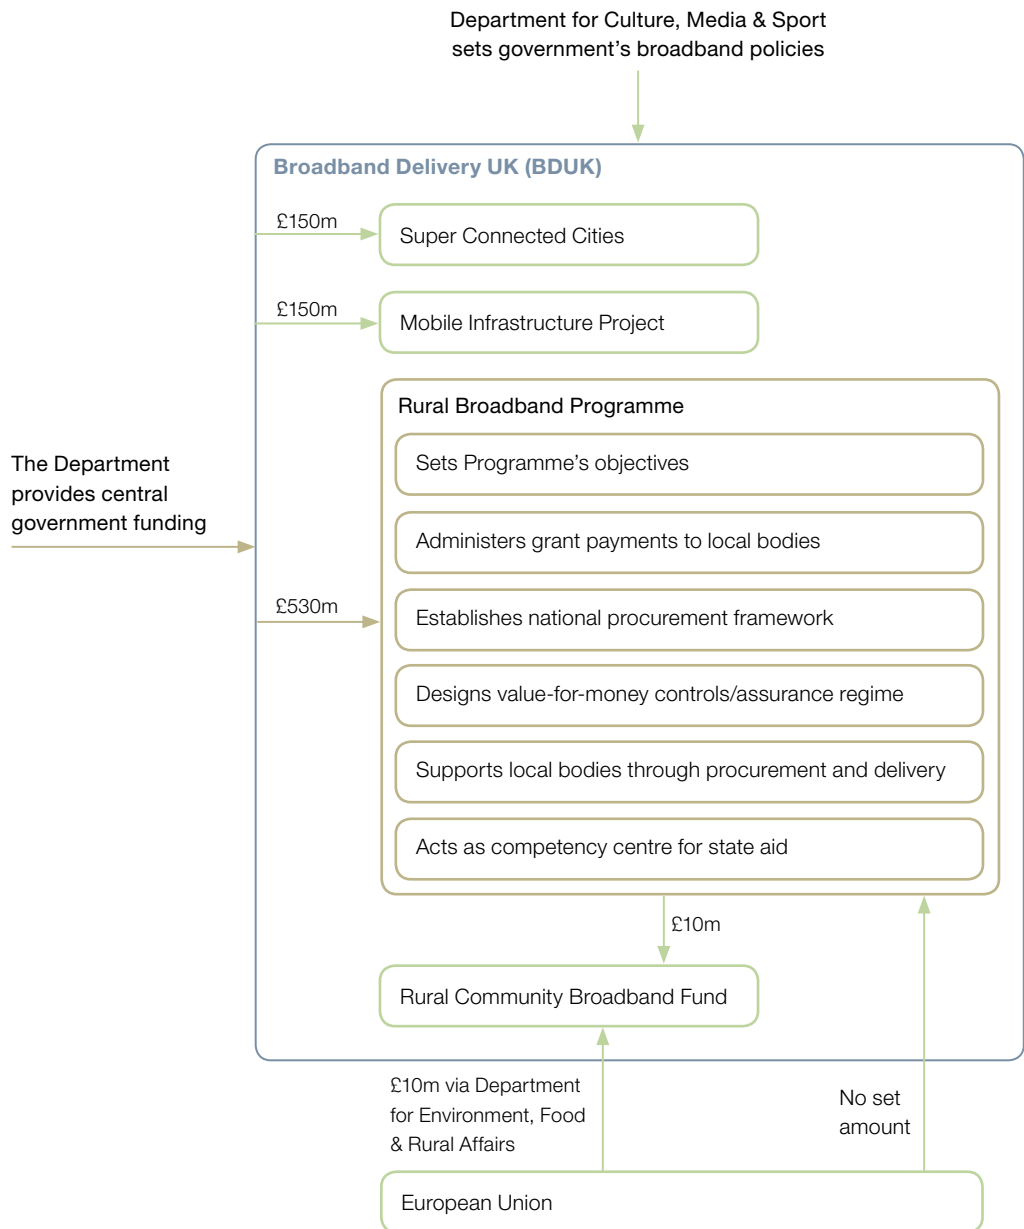 Department for Culture, Media & Sport
sets government’s broadband policies
Broadband Delivery UK (BDUK)
£150m
Super Connected Cities
£150m
Mobile Infrastructure Project
Rural Broadband Programme
Sets Programme’s objectives
The Department
provides central
government funding
Administers grant payments to local bodies
£530m
Establishes national procurement framework
Designs value-for-money controls/assurance regime
Supports local bodies through procurement and delivery
Acts as competency centre for state aid
£10m
Rural Community Broadband Fund
£10m via Department
for Environment, Food
& Rural Affairs
No set
amount
European Union